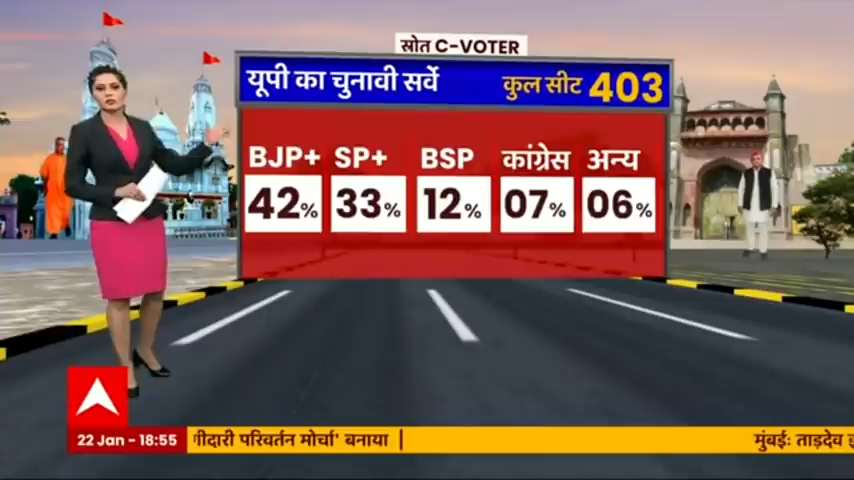 स्रोत C-VOTER
यूपी का चुनावी सर्वे कुल सीट 403
BJP+ SP+ BSP कांग्रेस अन्य
42% 33% 12% 07% 06%
22 Jan - 18:55 गीदारी परिवर्तन मोर्चा' बनाया | मुंबईः ताड़देव